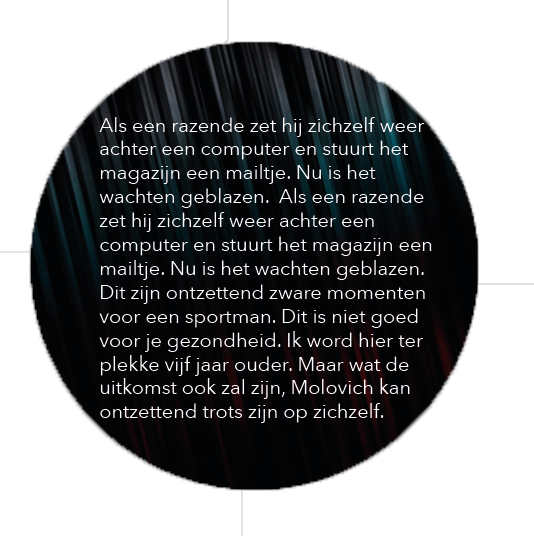 Als een razende zet hij zichzelf weer
achter een computer en stuurt het
magazijn een mailtje. Nu is het
wachten geblazen.  Als een razende
zet hij zichzelf weer achter een
computer en stuurt het magazijn een
mailtje. Nu is het wachten geblazen.
Dit zijn ontzettend zware momenten
voor een sportman. Dit is niet goed
voor je gezondheid. Ik word hier ter
plekke vijf jaar ouder. Maar wat de
uitkomst ook zal zijn, Molovich kan
ontzettend trots zijn op zichzelf.